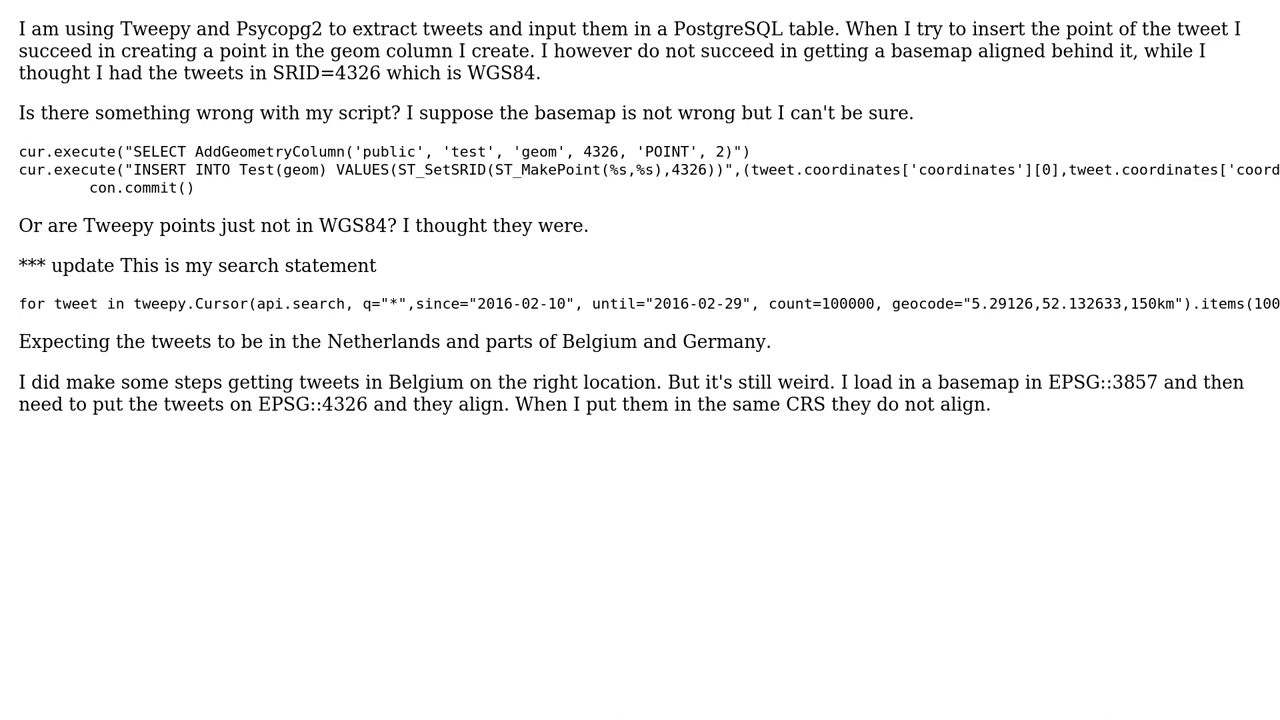 I am using Tweepy and Psycopg2 to extract tweets and input them in a PostgreSQL table. When I try to insert the point of the tweet I
succeed in creating a point in the geom column I create. I however do not succeed in getting a basemap aligned behind it, while I
thought I had the tweets in SRID=4326 which is WGS84.
Is there something wrong with my script? I suppose the basemap is not wrong but I can't be sure.
cur.execute("SELECT AddGeometryColumn('public', 'test', 'geom', 4326, 'POINT', 2)")
cur.execute("INSERT INTO Test(geom) VALUES(ST_SetSRID(ST_MakePoint(%s,%s),4326))",(tweet.coordinates['coordinates'][0],tweet.coordinates['coord
        con.commit()
Or are Tweepy points just not in WGS84? I thought they were.
*** update This is my search statement
for tweet in tweepy.Cursor(api.search, q="*",since="2016-02-10", until="2016-02-29", count=100000, geocode="5.29126,52.132633,150km").items(100
Expecting the tweets to be in the Netherlands and parts of Belgium and Germany.
I did make some steps getting tweets in Belgium on the right location. But it's still weird. I load in a basemap in EPSG::3857 and then
need to put the tweets on EPSG::4326 and they align. When I put them in the same CRS they do not align.